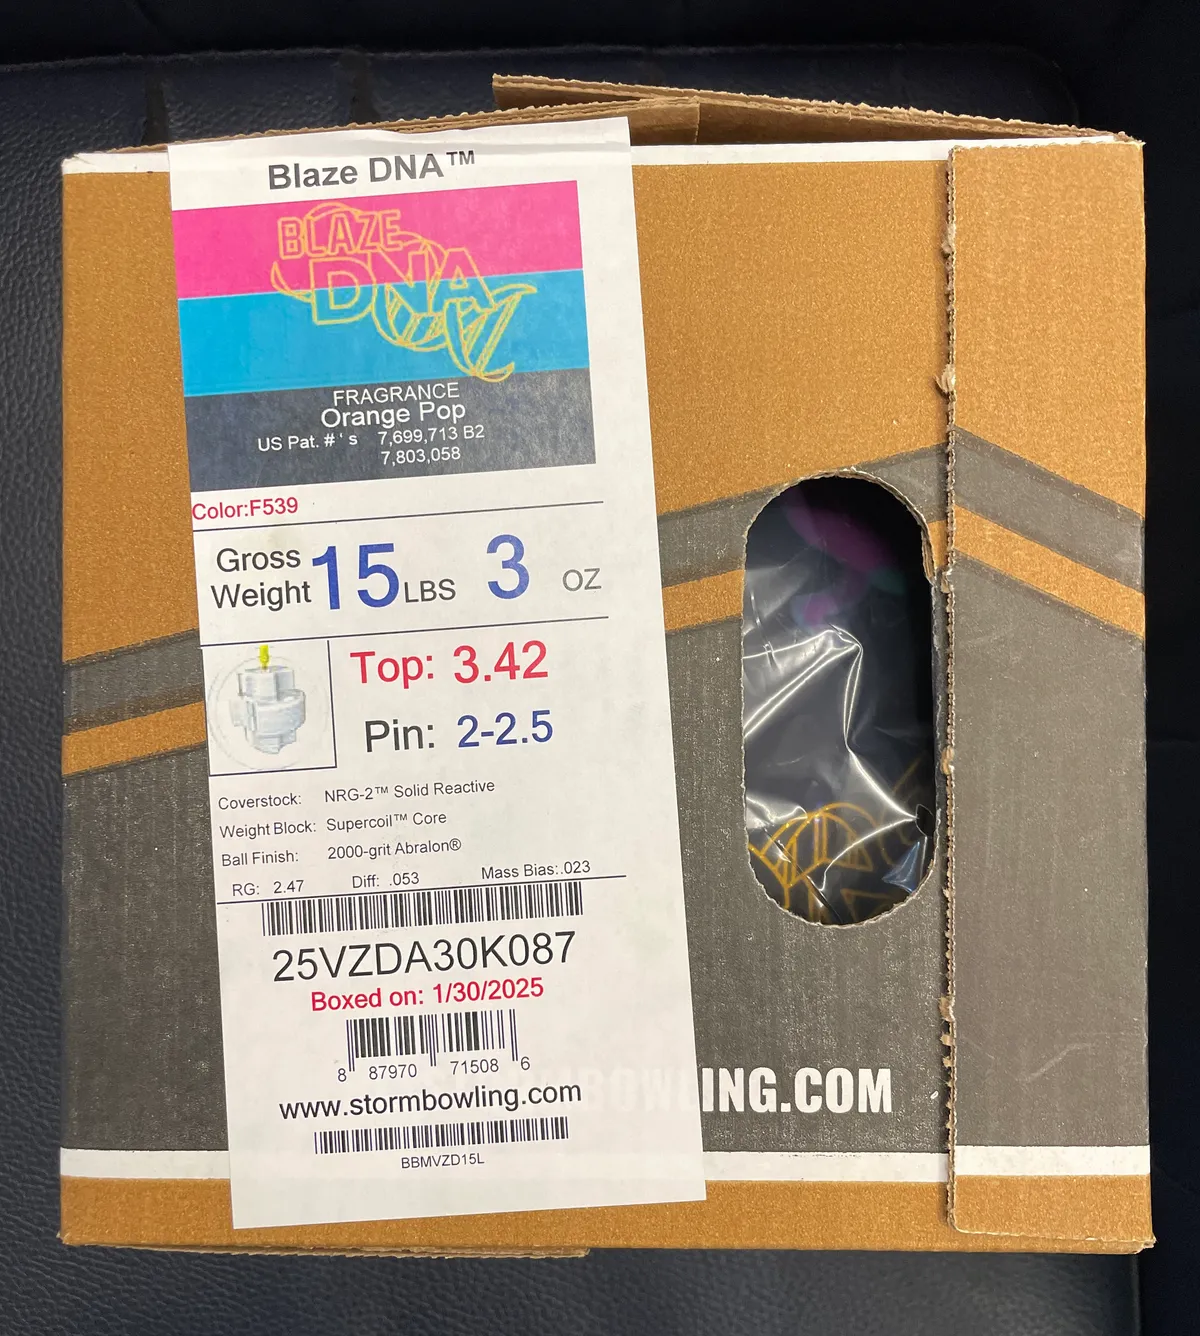 Blaze DNA™
BLAZE
DNA
FRAGRANCE
Orange Pop
US Pat. #'s 7,699,713 B2
7,803,058
Color:F539
Gross
Weight 15 LBS 3 OZ
Top: 3.42
Pin: 2-2.5
Coverstock: NRG-2™ Solid Reactive
Weight Block: Supercoil™ Core
Ball Finish: 2000-grit Abralon®
RG: 2.47 Diff: .053 Mass Bias:.023
25VZDA30K087
Boxed on: 1/30/2025
8 87970 71508 6
www.stormbowling.com
BBMVZD15L
STORMBOWLING.COM